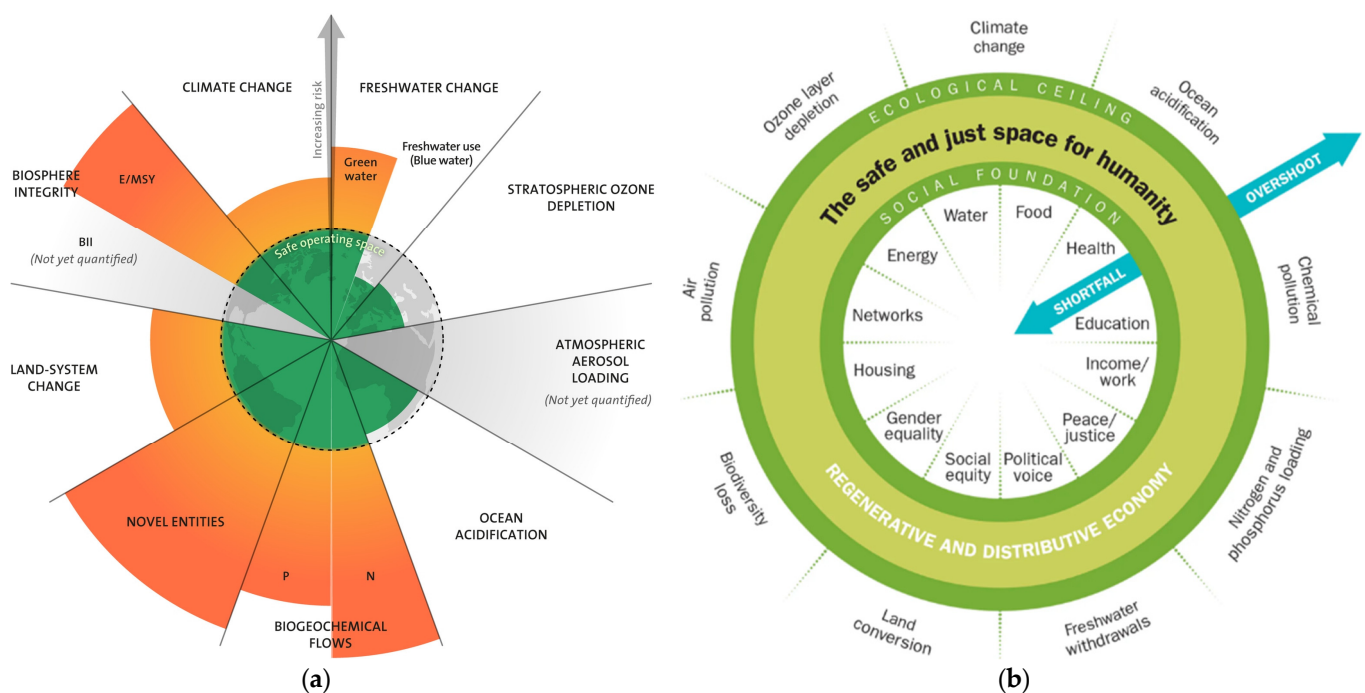 CLIMATE CHANGE
FRESHWATER CHANGE
Increasing risk
Freshwater use
(Blue water)
Green
water
BIOSPHERE
INTEGRITY
E/MSY
STRATOSPHERIC OZONE
DEPLETION
BII
(Not yet quantified)
Safe operating space
LAND-SYSTEM
CHANGE
ATMOSPHERIC
AEROSOL
LOADING
(Not yet quantified)
NOVEL ENTITIES
OCEAN
ACIDIFICATION
P
N
BIOGEOCHEMICAL
FLOWS
(a)
Climate
change
Ocean
acidification
Ozone layer
depletion
ECOLOGICAL CEILING
The safe and just space for humanity
SOCIAL FOUNDATION
OVERSHOOT
Water
Food
Energy
Health
SHORTFALL
Air
pollution
Chemical
pollution
Networks
Education
Housing
Income/
work
Gender
equality
Peace/
justice
Social
equity
Political
voice
REGENERATIVE AND DISTRIBUTIVE ECONOMY
Biodiversity
loss
Nitrogen and
phosphorus loading
Land
conversion
Freshwater
withdrawals
(b)